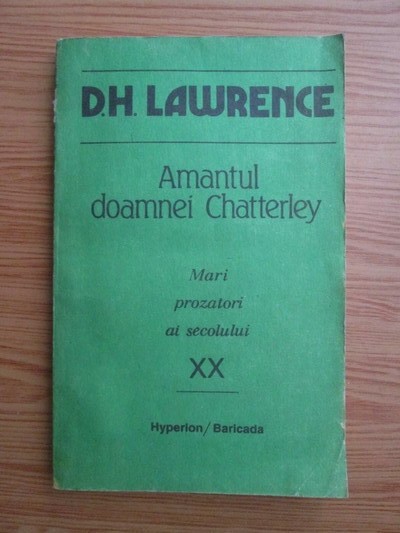 D.H. LAWRENCE
Amantul
doamnei Chatterley
Mari
prozatori
ai secolului
XX
Hyperion/Baricada